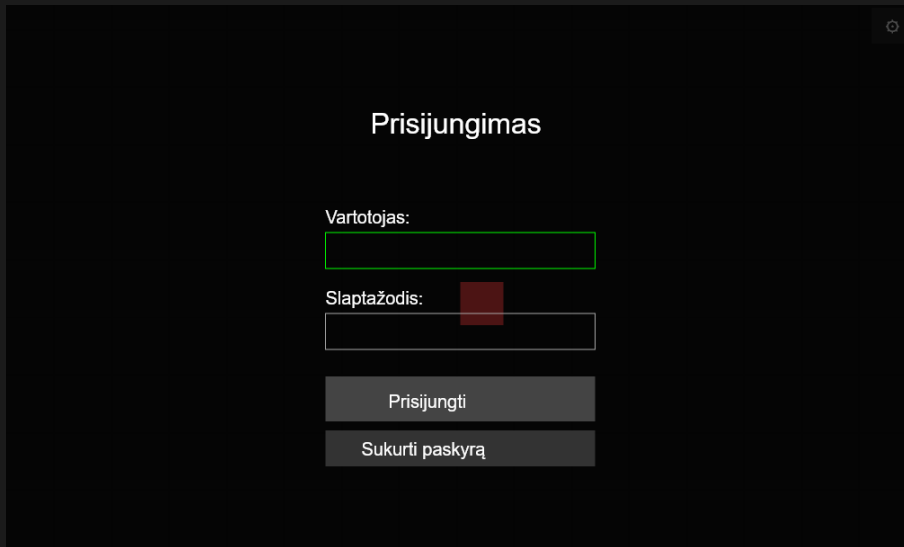 Prisijungimas
Vartotojas:
Slaptažodis:
Prisijungti
Sukurti paskyrą